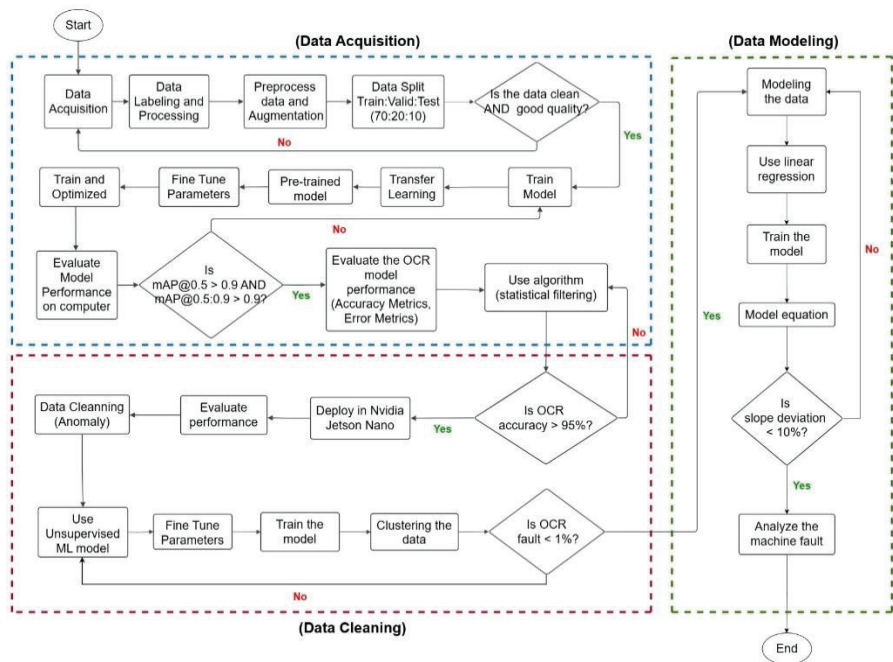 Start
(Data Acquisition)
Data
Acquisition
Data
Labeling and
Processing
Preprocess
data and
Augmentation
Data Split
Train:Valid:Test
(70:20:10)
Is the data clean
AND good quality?
No
Yes
Train and
Optimized
Fine Tune
Parameters
Pre-trained
model
Transfer
Learning
Train
Model
No
Evaluate
Model
Performance
on computer
Is
mAP@0.5 > 0.9 AND
mAP@0.5:0.9 > 0.9?
Yes
Evaluate the OCR
model
performance
(Accuracy Metrics,
Error Metrics)
Use algorithm
(statistical filtering)
No
Data Cleanning
(Anomaly)
Evaluate
performance
Deploy in Nvidia
Jetson Nano
Yes
Is OCR
accuracy > 95%?
Use
Unsupervised
ML model
Fine Tune
Parameters
Train the
model
Clustering the
data
Is OCR
fault < 1%?
No
(Data Cleaning)
(Data Modeling)
Modeling
the data
Use linear
regression
Train the
model
No
Yes
Model equation
Is
slope deviation
< 10%?
Yes
Analyze the
machine fault
End